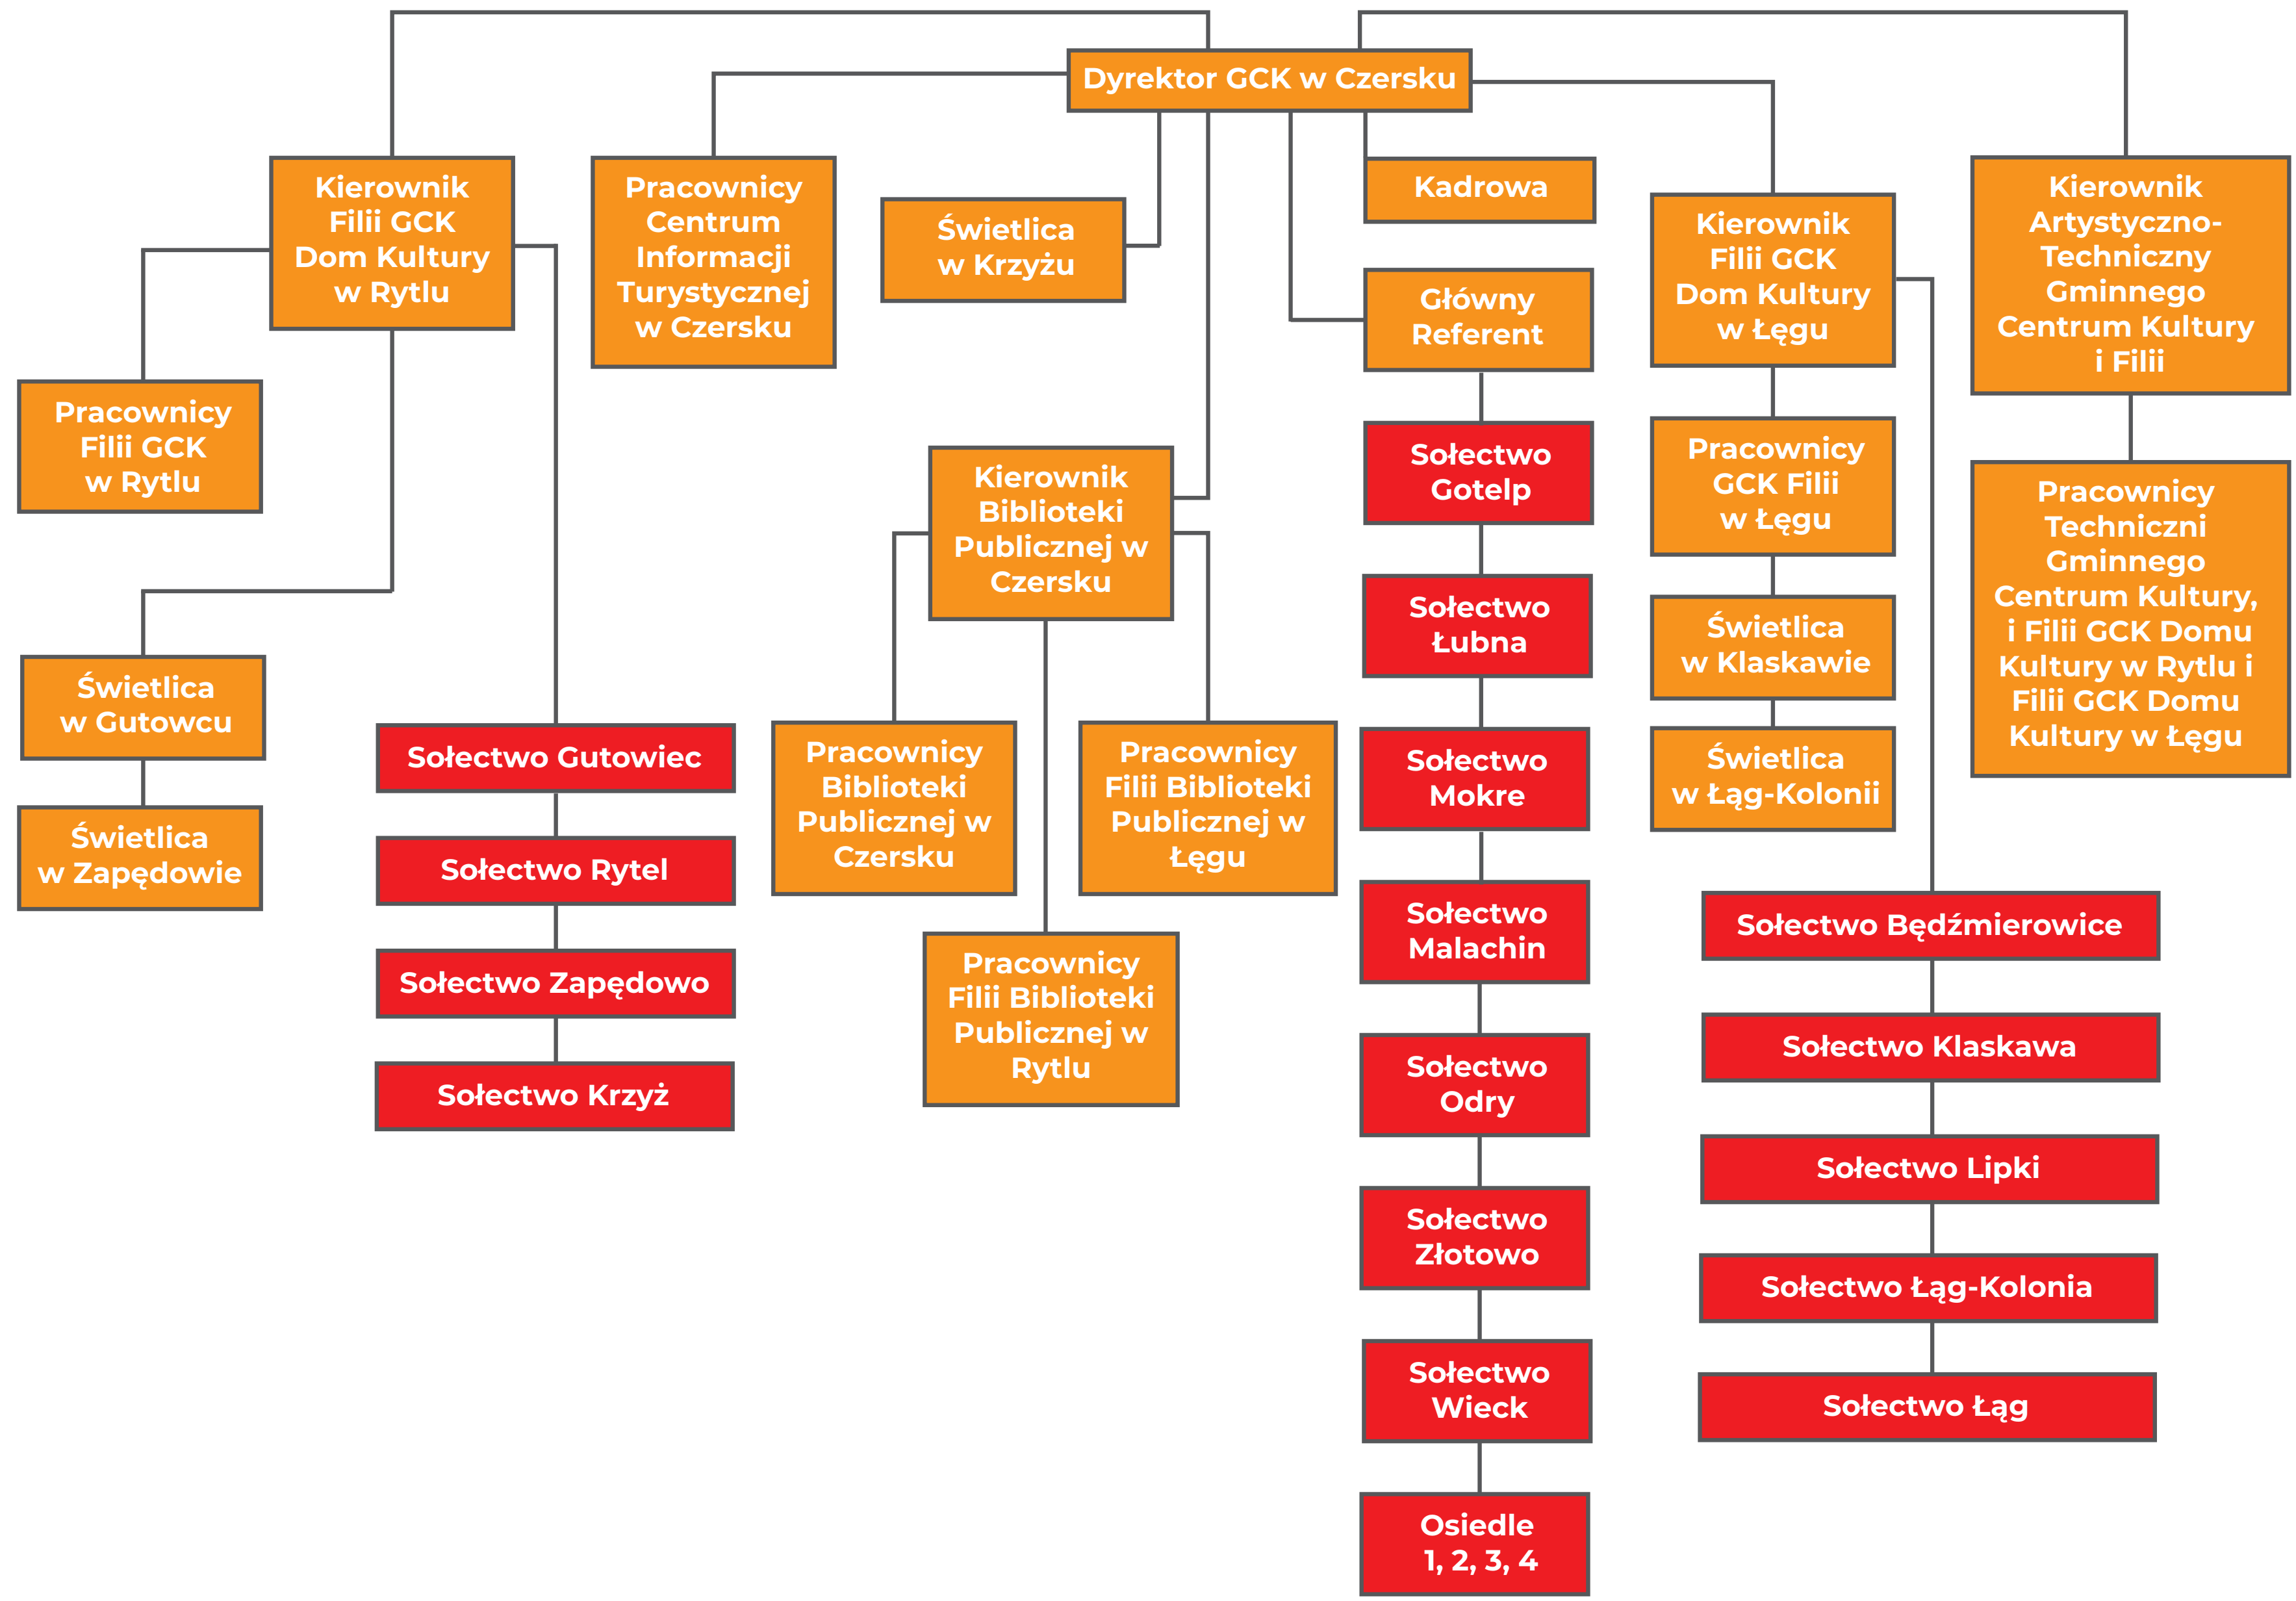 Dyrektor GCK w Czersku
Kierownik
Filii GCK
Dom Kultury
w Rytlu
Pracownicy
Filii GCK
w Rytlu
Świetlica
w Gutowcu
Świetlica
w Zapędowie
Sołectwo Gutowiec
Sołectwo Rytel
Sołectwo Zapędowo
Sołectwo Krzyż
Pracownicy
Centrum
Informacji
Turystycznej
w Czersku
Świetlica
w Krzyżu
Kierownik
Biblioteki
Publicznej w
Czersku
Pracownicy
Biblioteki
Publicznej w
Czersku
Pracownicy
Filii Biblioteki
Publicznej w
Łęgu
Pracownicy
Filii Biblioteki
Publicznej w
Rytlu
Kadrowa
Główny
Referent
Sołectwo
Gotelp
Sołectwo
Łubna
Sołectwo
Mokre
Sołectwo
Malachin
Sołectwo
Odry
Sołectwo
Złotowo
Sołectwo
Wieck
Osiedle
1, 2, 3, 4
Kierownik
Filii GCK
Dom Kultury
w Łęgu
Pracownicy
GCK Filii
w Łęgu
Świetlica
w Klaskawie
Świetlica
w Łąg-Kolonii
Sołectwo Będźmierowice
Sołectwo Klaskawa
Sołectwo Lipki
Sołectwo Łąg-Kolonia
Sołectwo Łąg
Kierownik
Artystyczno-
Techniczny
Gminnego
Centrum Kultury
i Filii
Pracownicy
Techniczni
Gminnego
Centrum Kultury,
i Filii GCK Domu
Kultury w Rytlu i
Filii GCK Domu
Kultury w Łęgu